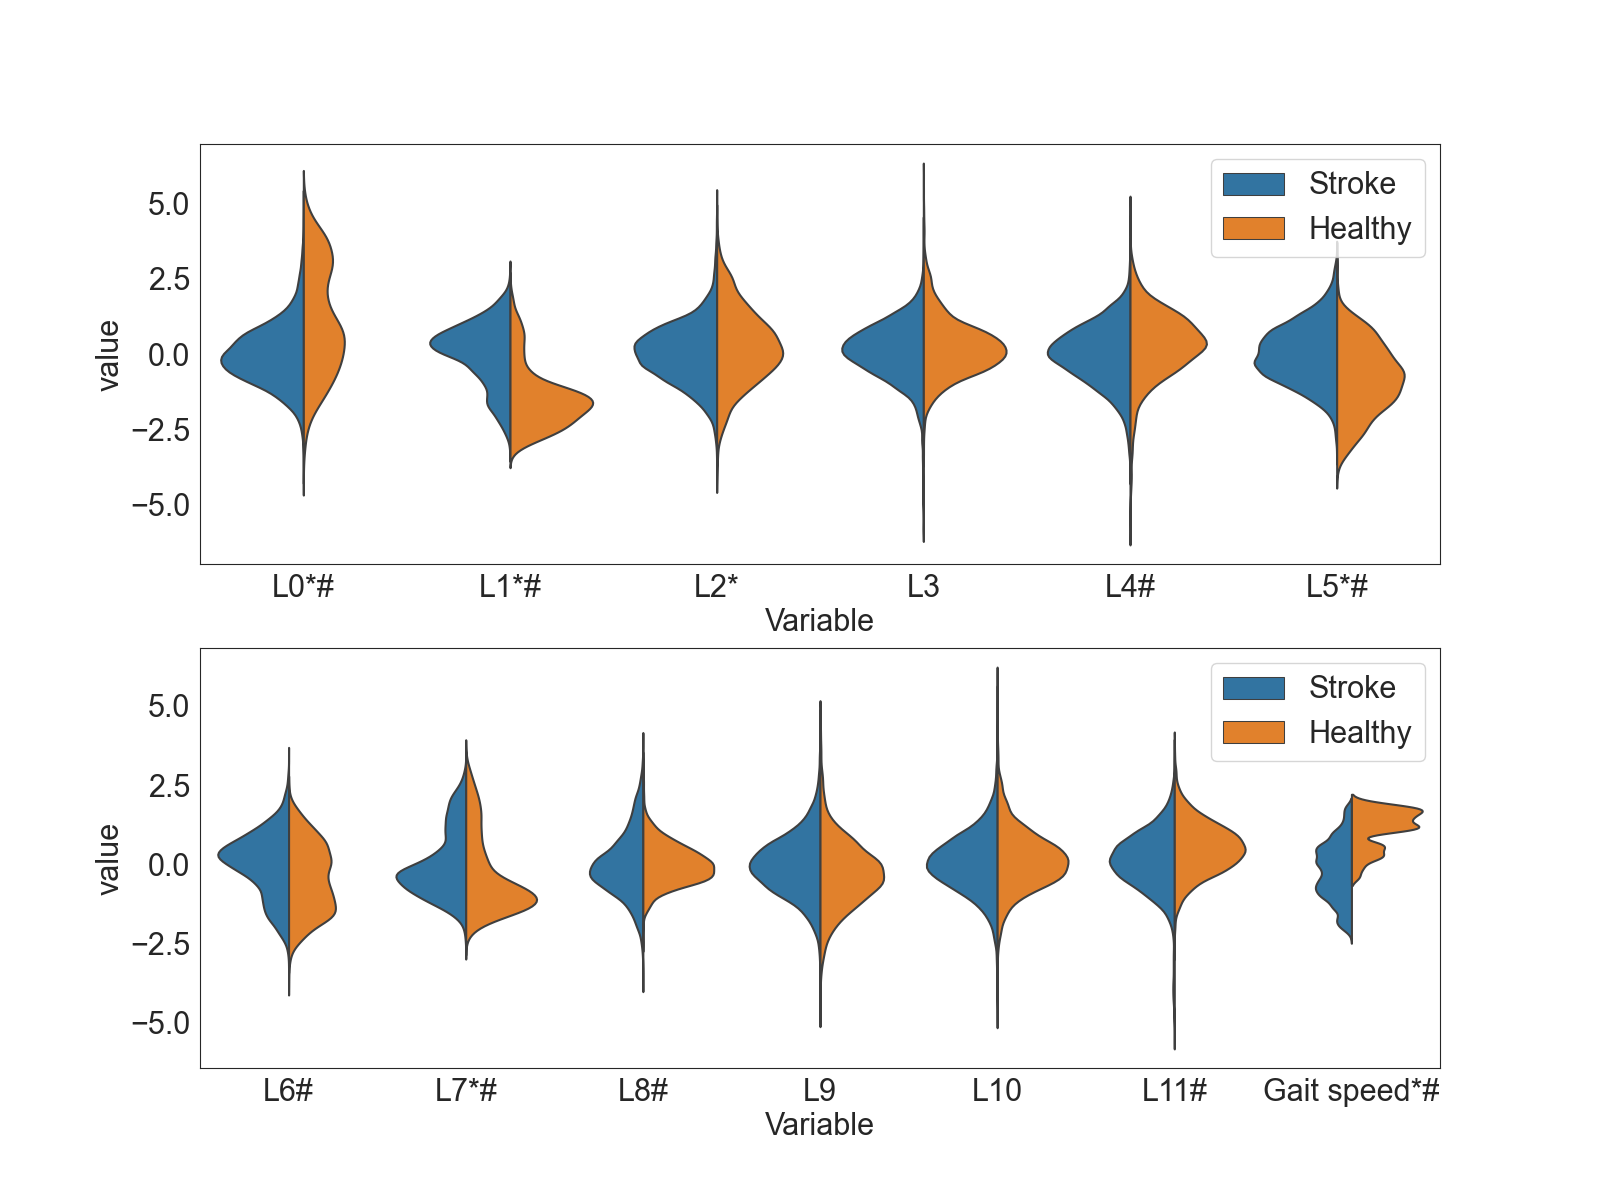 value
5.0
2.5
0.0
−2.5
−5.0
Stroke
Healthy
L0*# L1*# L2* L3 L4# L5*#
Variable
value
5.0
2.5
0.0
−2.5
−5.0
Stroke
Healthy
L6# L7*# L8# L9 L10 L11# Gait speed*#
Variable